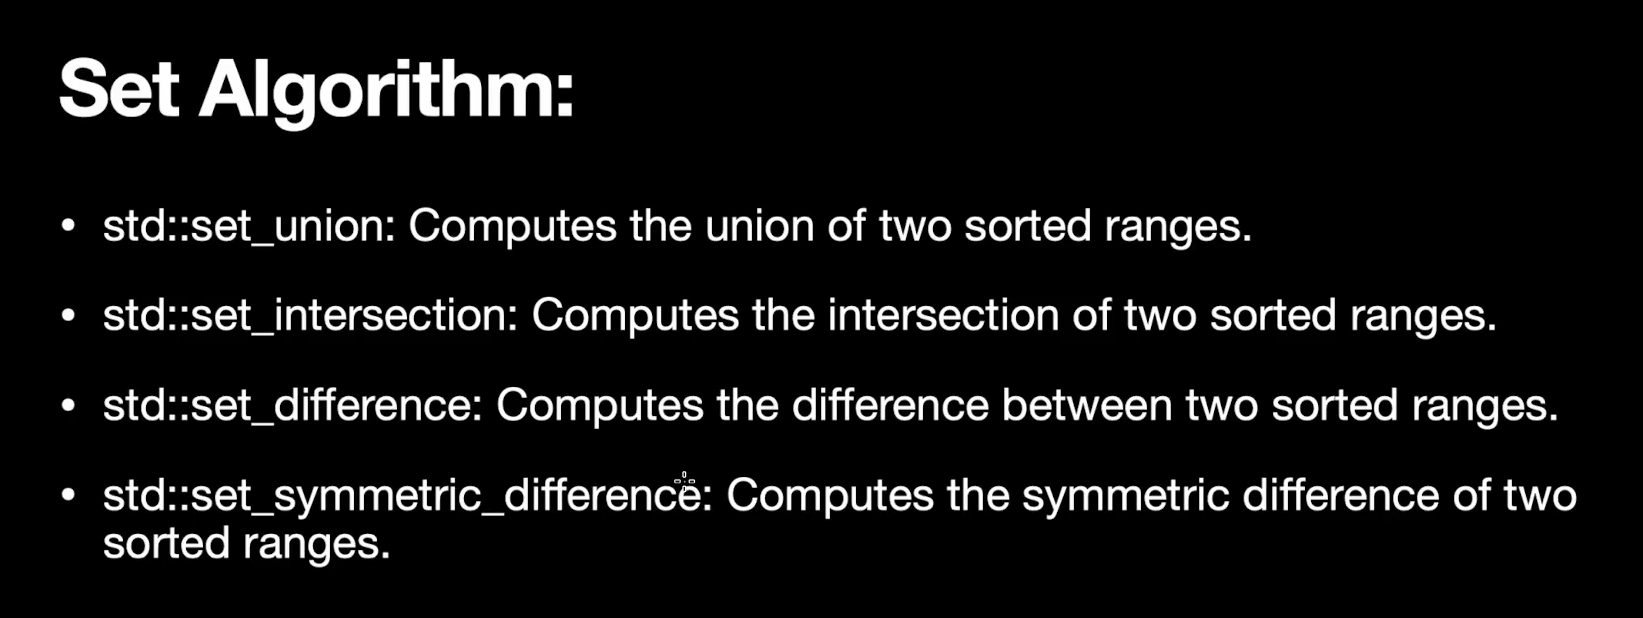 Set Algorithm:
• std::set_union: Computes the union of two sorted ranges.
• std::set_intersection: Computes the intersection of two sorted ranges.
• std::set_difference: Computes the difference between two sorted ranges.
• std::set_symmetric_difference: Computes the symmetric difference of two
sorted ranges.